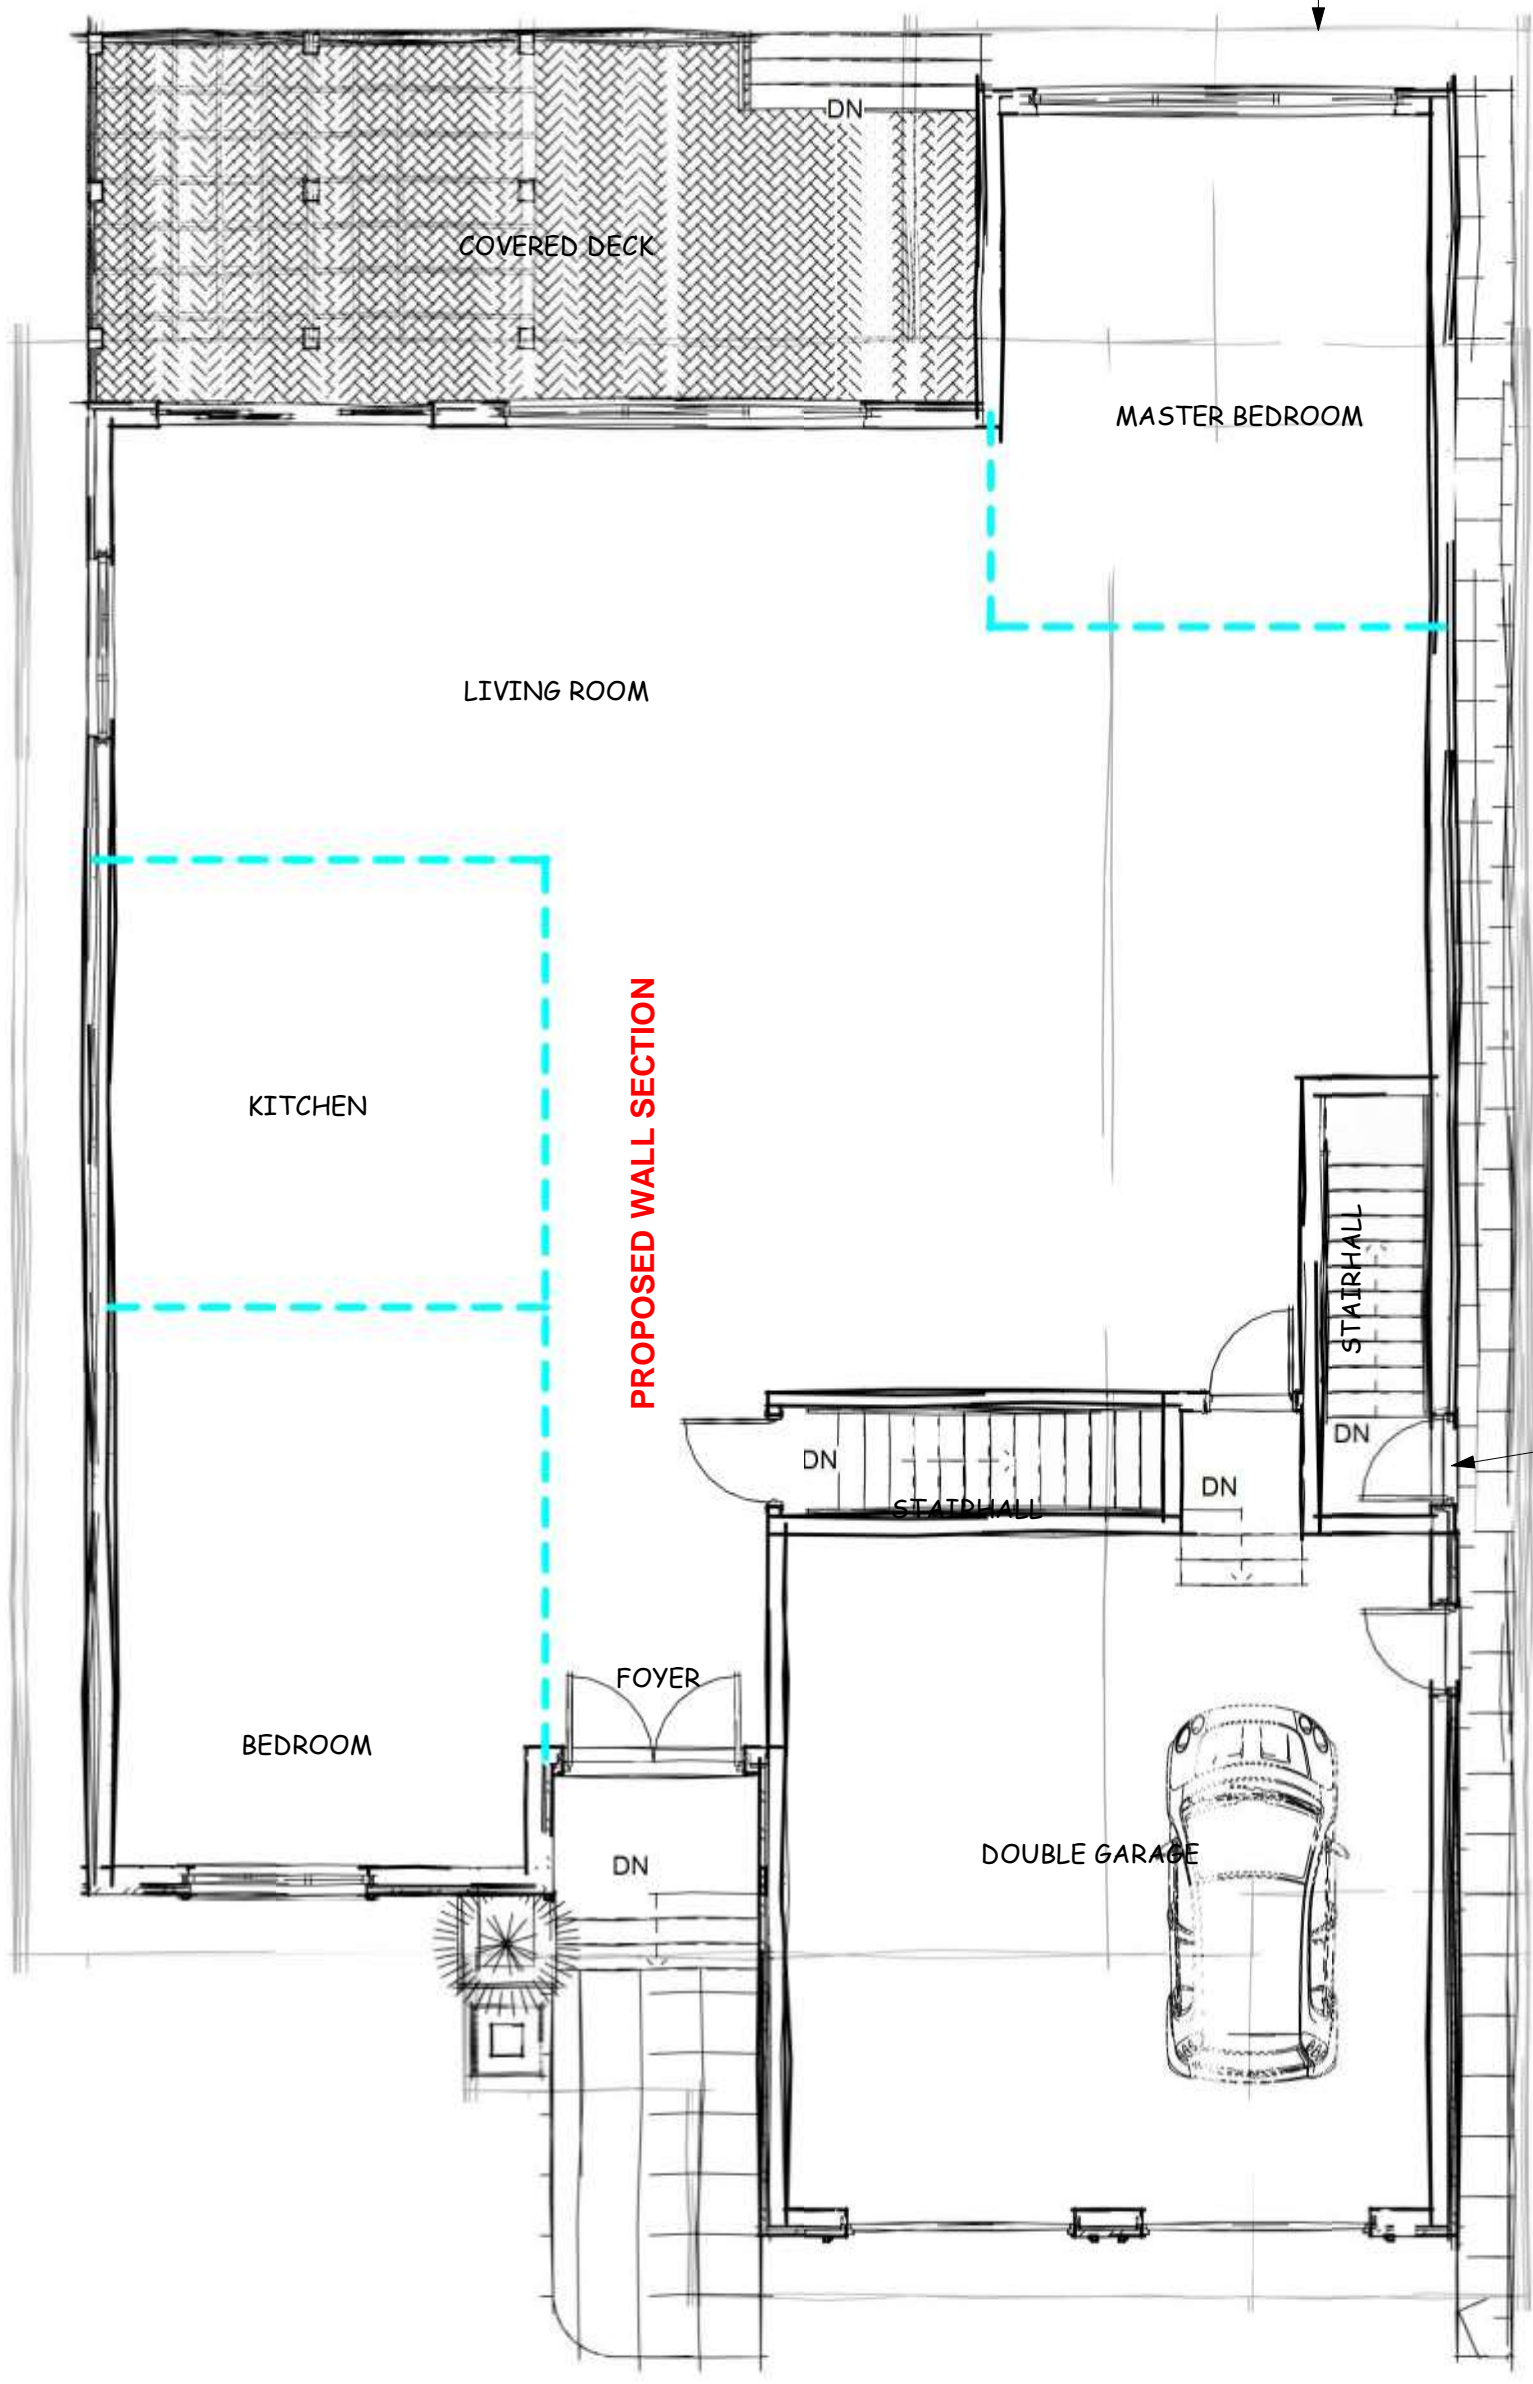 DN
COVERED DECK
MASTER BEDROOM
LIVING ROOM
KITCHEN
PROPOSED WALL SECTION
STAIRHALL
DN
DN
DN
STAIRHALL
FOYER
BEDROOM
DOUBLE GARAGE
DN